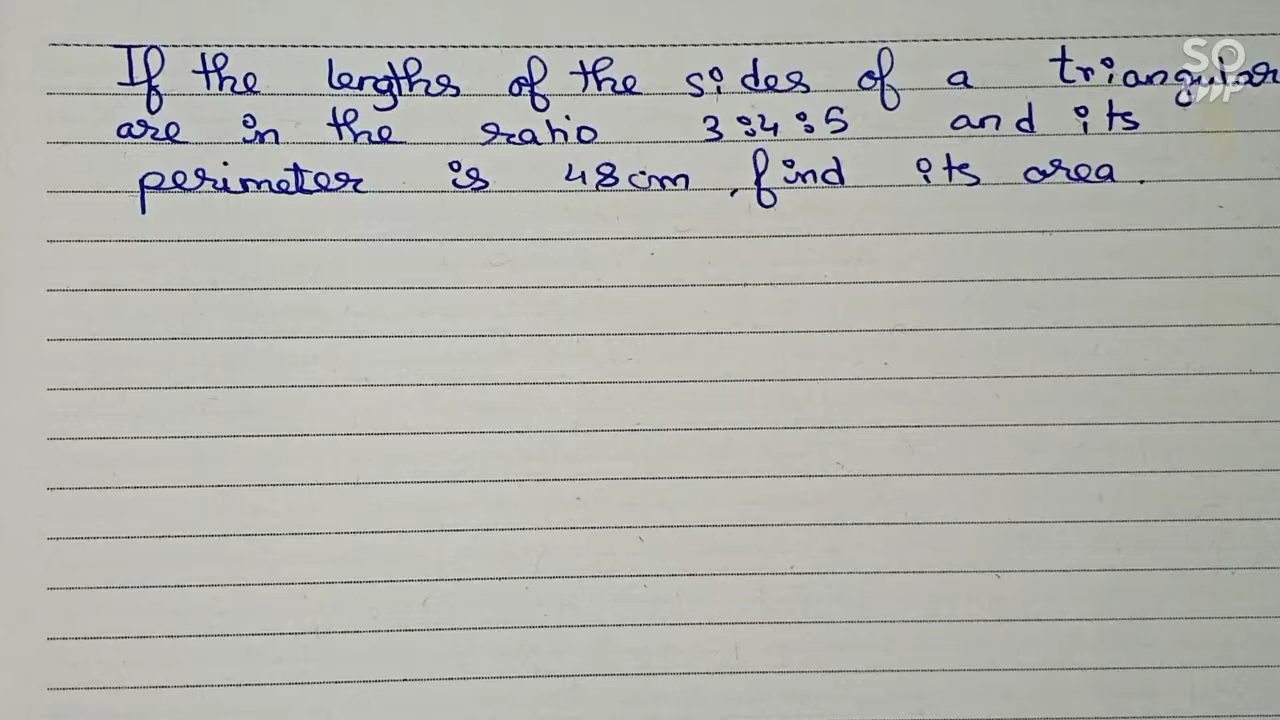 If the lengths of the sides of a triangular
are in the ratio 3:4:5 and its
perimeter is 48cm, find its area.